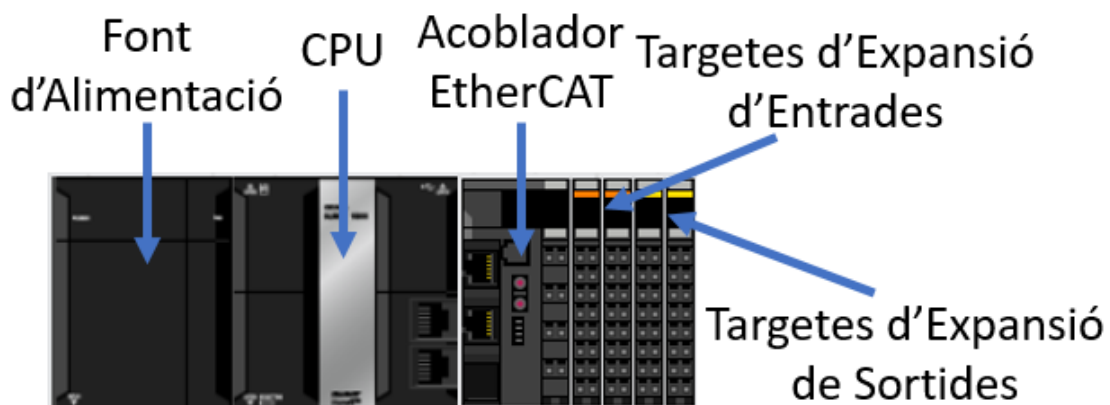 Font
d’Alimentació
CPU
Acoblador
EtherCAT
Targetes d’Expansió
d’Entrades
Targetes d’Expansió
de Sortides